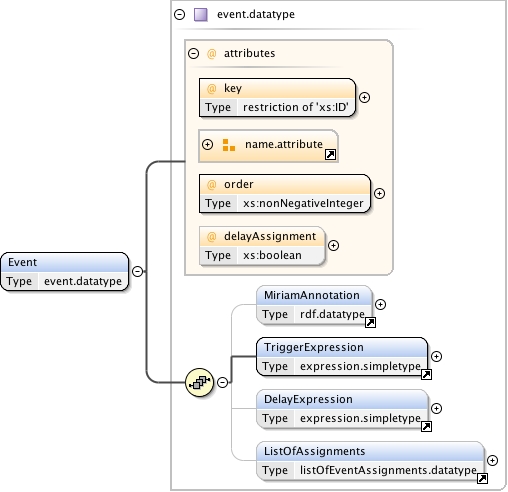 event.datatype
@ attributes
@ key
Type restriction of 'xs:ID'
name.attribute
@ order
Type xs:nonNegativeInteger
@ delayAssignment
Type xs:boolean
Event
Type event.datatype
MiriamAnnotation
Type rdf.datatype
TriggerExpression
Type expression.simpletype
DelayExpression
Type expression.simpletype
ListOfAssignments
Type listOfEventAssignments.datatype